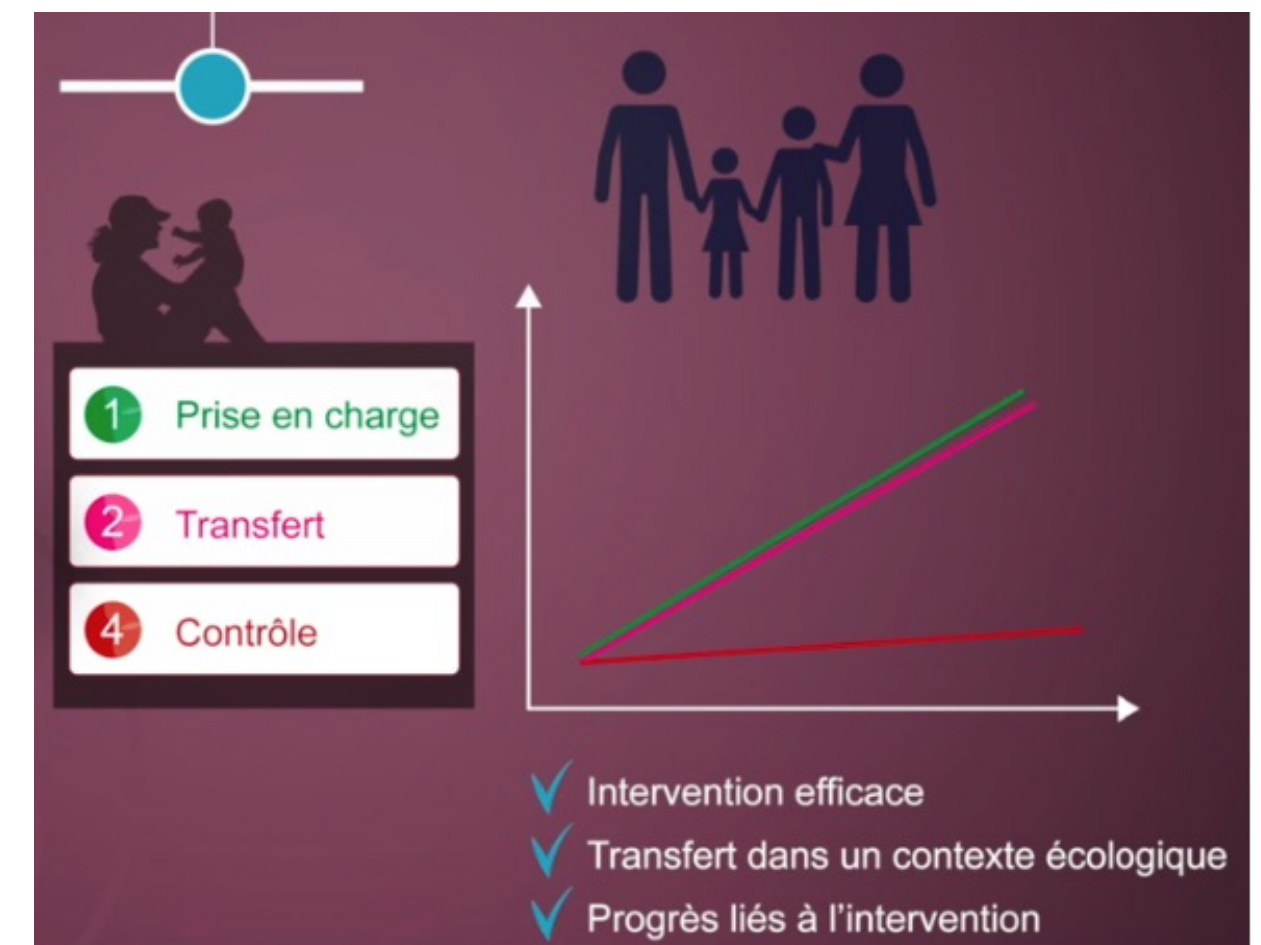 1 Prise en charge
2 Transfert
4 Contrôle
Intervention efficace
Transfert dans un contexte écologique
Progrès liés à l'intervention